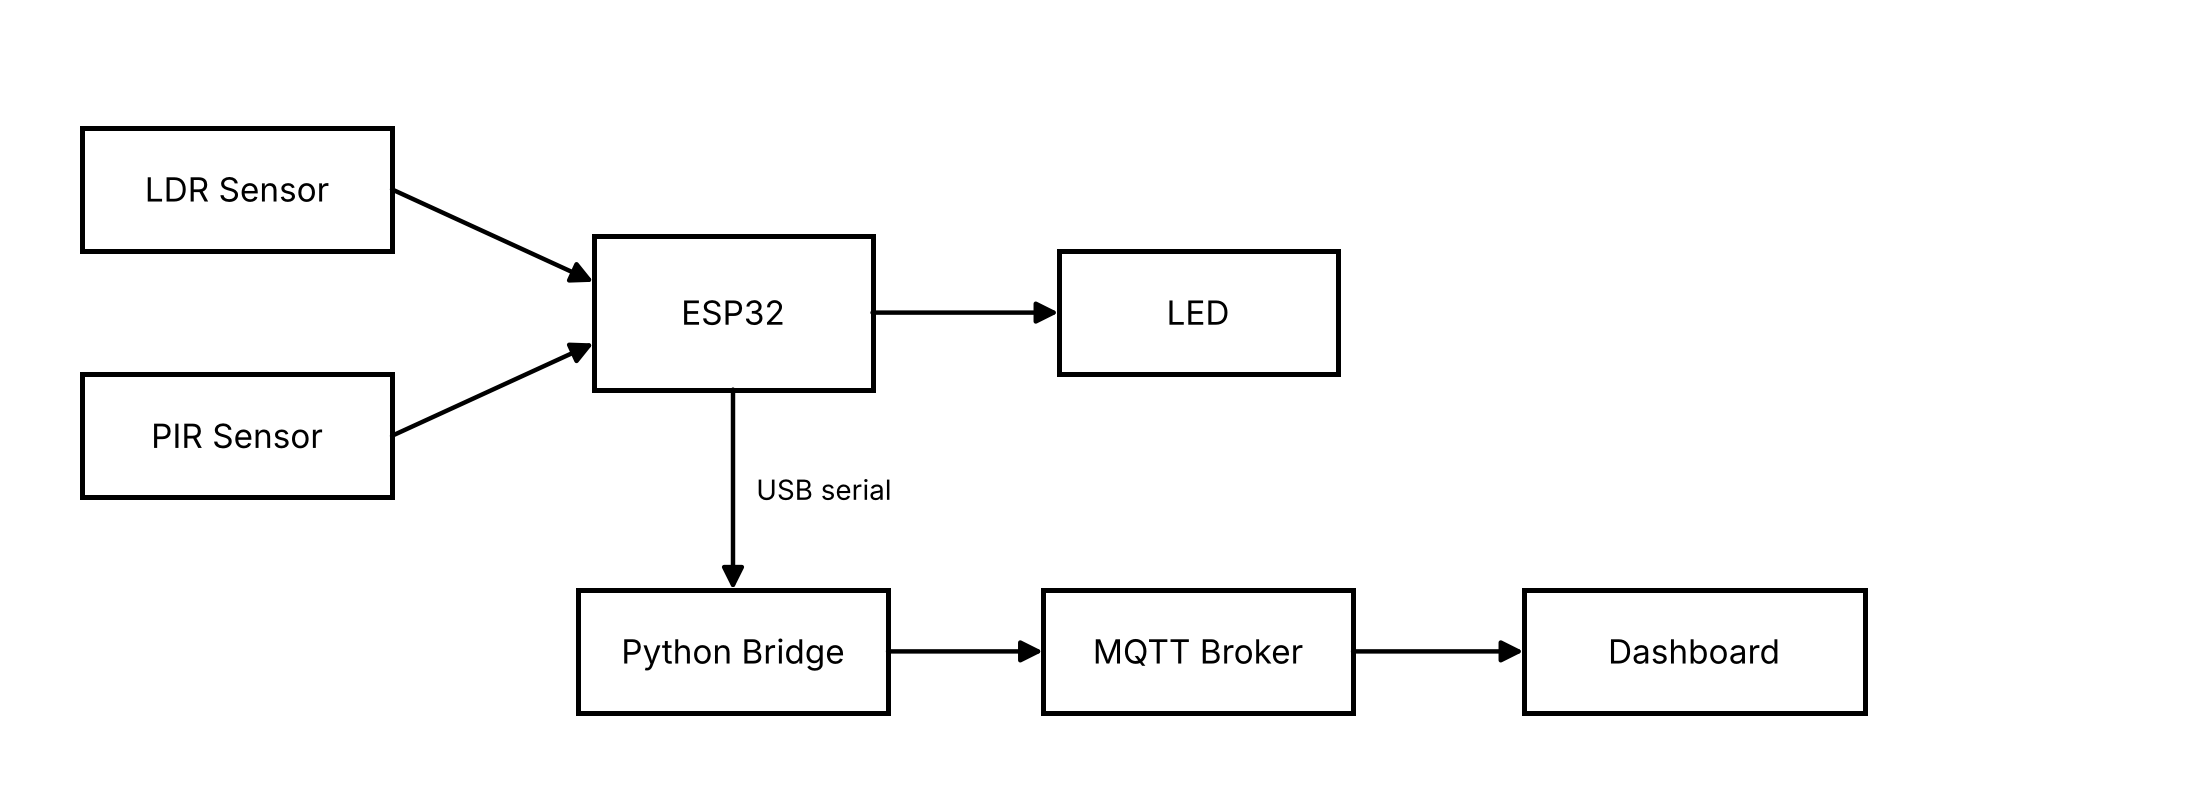 LDR Sensor
ESP32
LED
PIR Sensor
USB serial
Python Bridge
MQTT Broker
Dashboard